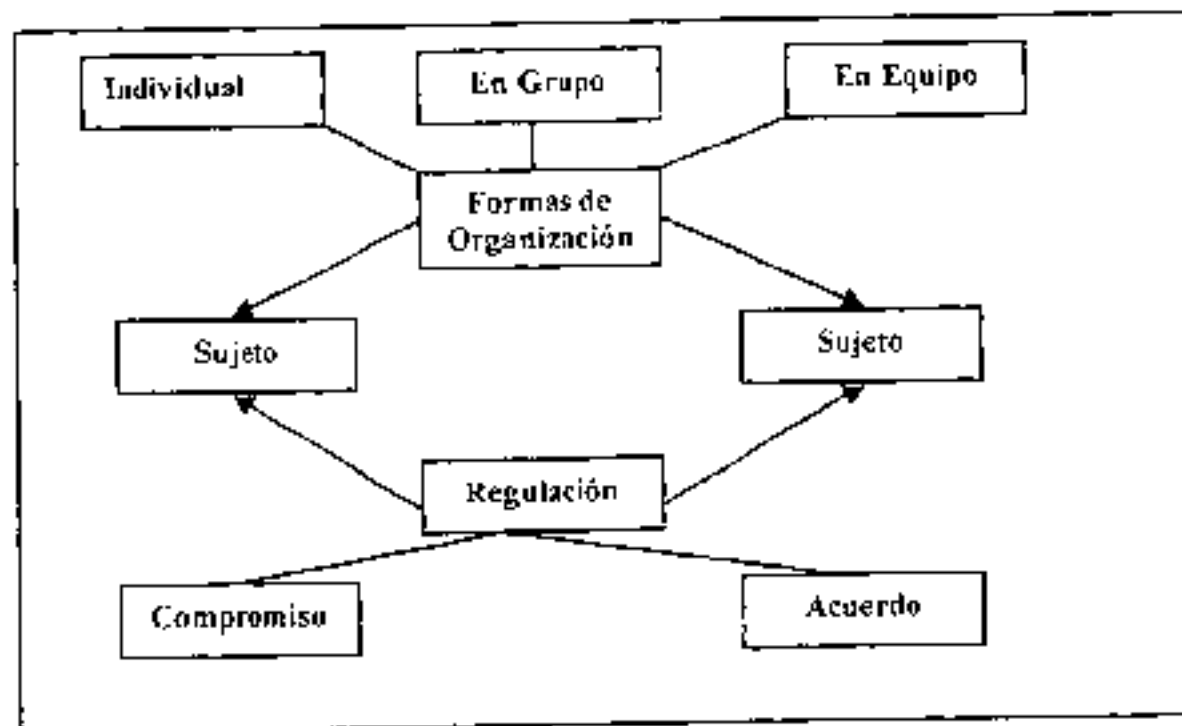 Individual
En Grupo
En Equipo
Formas de
Organización
Sujeto
Sujeto
Regulación
Compromiso
Acuerdo